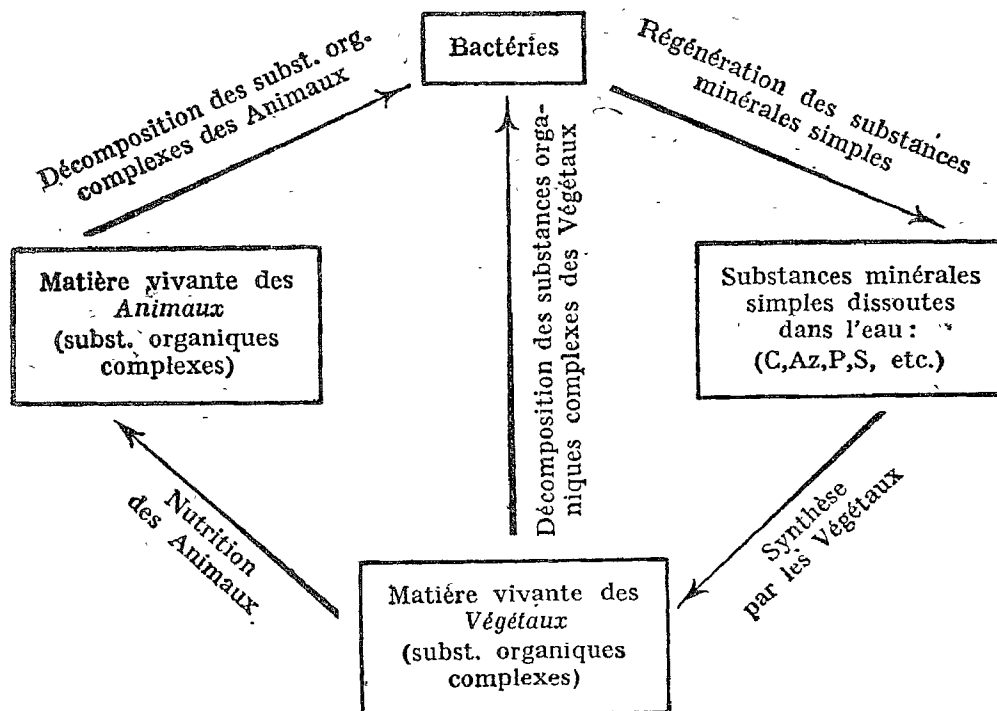 Bactéries
Décomposition des subst. org.
complexes des Animaux
Régénération des substances
minérales simples
Décomposition des substances orga-
niques complexes des Végétaux
Matière vivante des
Animaux
(subst. organiques
complexes)
Substances minérales
simples dissoutes
dans l'eau :
(C,Az,P,S, etc.)
Nutrition
des Animaux
Synthèse
par les Végétaux
Matière vivante des
Végétaux
(subst. organiques
complexes)